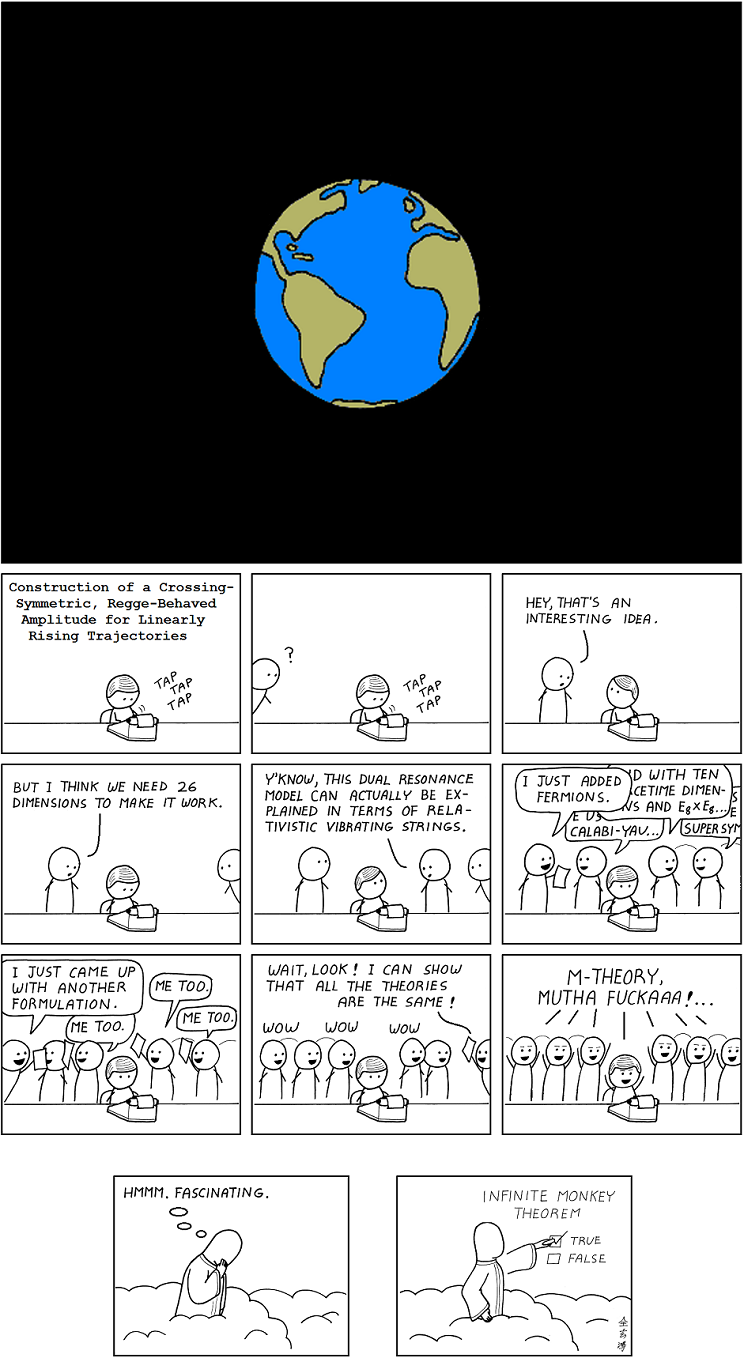 Construction of a Crossing-
Symmetric, Regge-Behaved
Amplitude for Linearly
Rising Trajectories
TAP
TAP
TAP
?
TAP
TAP
TAP
HEY, THAT'S AN
INTERESTING IDEA.
BUT I THINK WE NEED 26
DIMENSIONS TO MAKE IT WORK.
Y'KNOW, THIS DUAL RESONANCE
MODEL CAN ACTUALLY BE EX-
PLAINED IN TERMS OF RELA-
TIVISTIC VIBRATING STRINGS.
I JUST ADDED
FERMIONS.
ND WITH TEN
ACETIME DIMEN-
NS AND E8×E8...
E US
CALABI-YAU...
SUPERSYM
I JUST CAME UP
WITH ANOTHER
FORMULATION.
ME TOO.
ME TOO.
ME TOO.
WAIT, LOOK! I CAN SHOW
THAT ALL THE THEORIES
ARE THE SAME!
WOW
WOW
WOW
M-THEORY,
MUTHA FUCKAAA!...
HMMM. FASCINATING.
INFINITE MONKEY
THEOREM
TRUE
FALSE